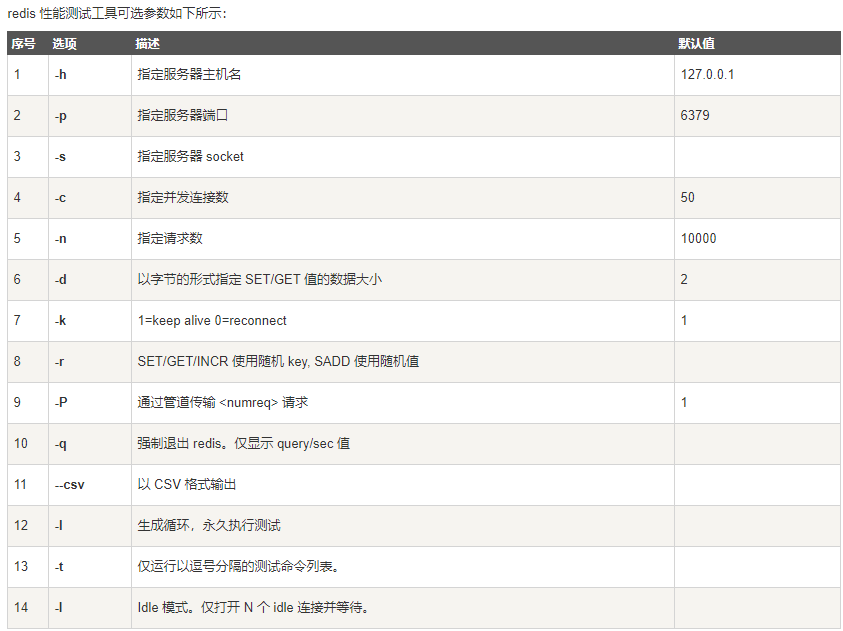 redis 性能测试工具可选参数如下所示：
序号 选项 描述 默认值
1 -h 指定服务器主机名 127.0.0.1
2 -p 指定服务器端口 6379
3 -s 指定服务器 socket
4 -c 指定并发连接数 50
5 -n 指定请求数 10000
6 -d 以字节的形式指定 SET/GET 值的数据大小 2
7 -k 1=keep alive 0=reconnect 1
8 -r SET/GET/INCR 使用随机 key, SADD 使用随机值
9 -P 通过管道传输 <numreq> 请求 1
10 -q 强制退出 redis。仅显示 query/sec 值
11 --csv 以 CSV 格式输出
12 -l 生成循环，永久执行测试
13 -t 仅运行以逗号分隔的测试命令列表。
14 -I Idle 模式。仅打开 N 个 idle 连接并等待。